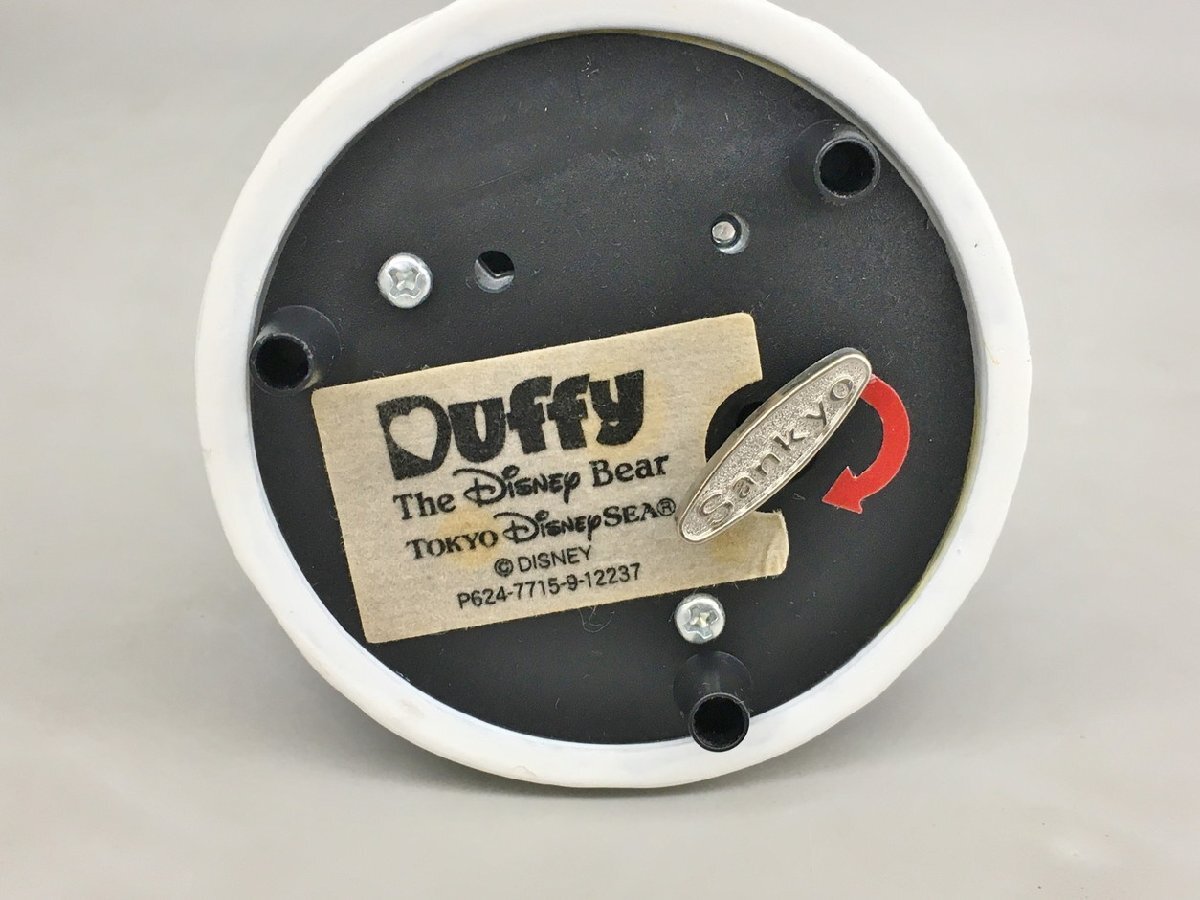 Duffy
The Disney Bear
TOKYO DisneySEA®
© DISNEY
P624-7715-9-12237
Sankyo